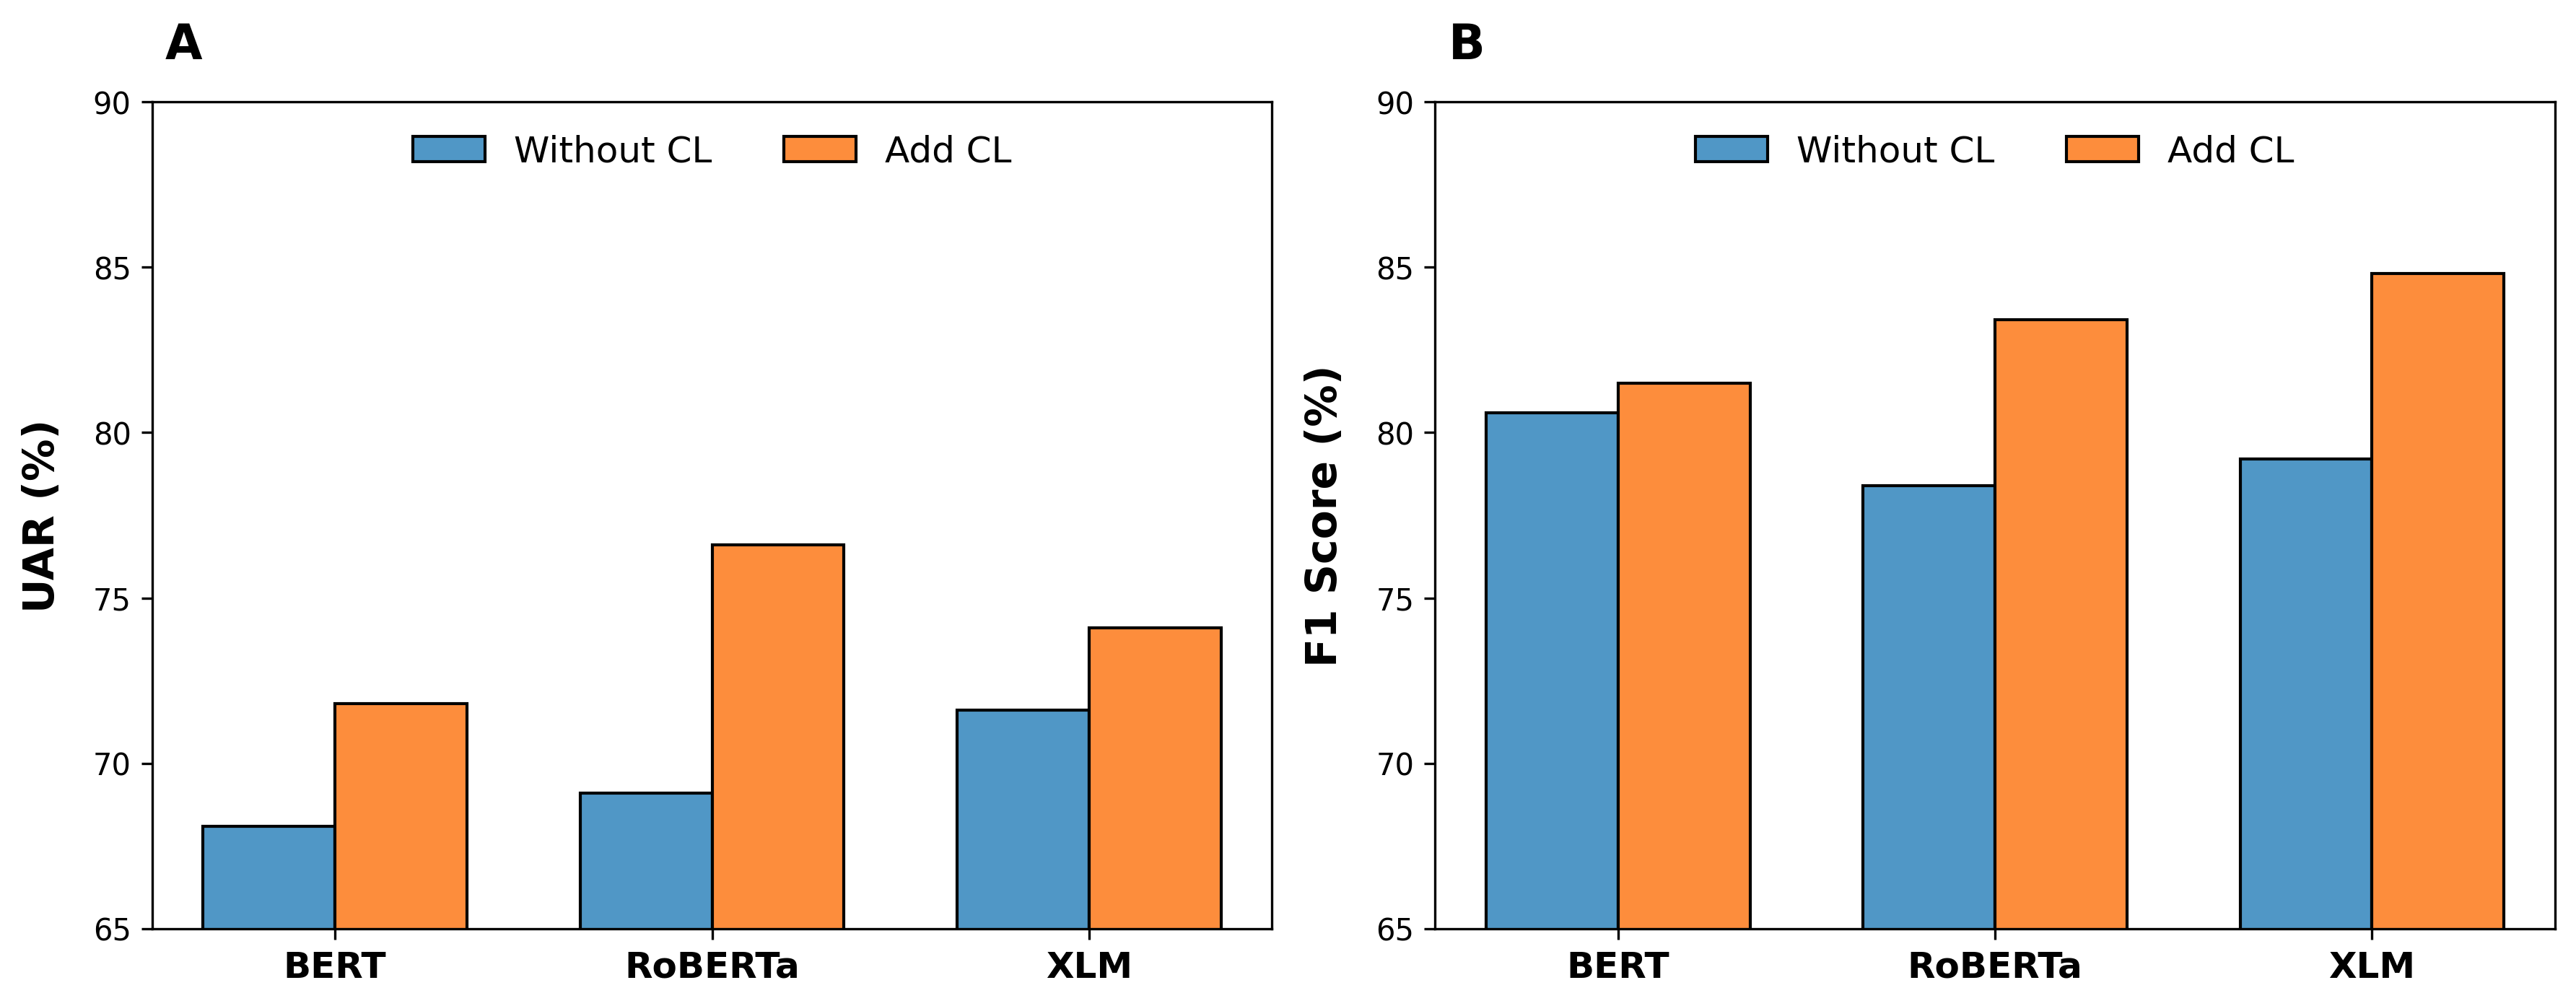 A
90
85
80
75
70
65
UAR (%)
Without CL
Add CL
BERT
RoBERTa
XLM
B
90
85
80
75
70
65
F1 Score (%)
Without CL
Add CL
BERT
RoBERTa
XLM